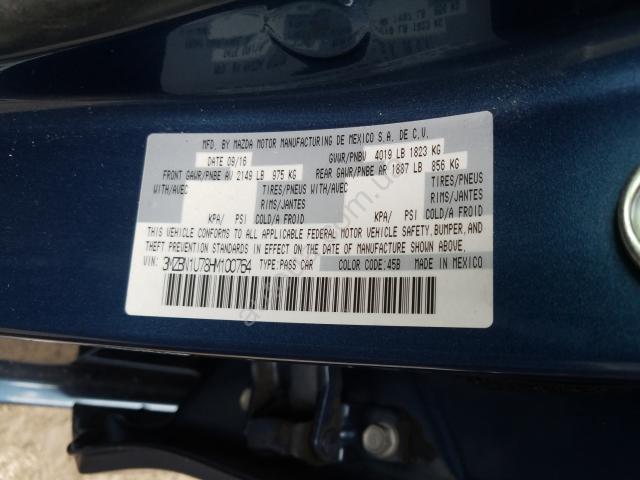 MFD. BY MAZDA MOTOR MANUFACTURING DE MEXICO S.A. DE C.V.
DATE 09/16 GVWR/PNBV 4019 LB 1823 KG
FRONT GAWR/PNBE AV 2149 LB 975 KG REAR GAWR/PNBE AR 1887 LB 856 KG
WITH/AVEC TIRES/PNEUS WITH/AVEC TIRES/PNEUS
RIMS/JANTES RIMS/JANTES
KPA/ PSI COLD/A FROID KPA/ PSI COLD/A FROID
THIS VEHICLE CONFORMS TO ALL APPLICABLE FEDERAL MOTOR VEHICLE SAFETY, BUMPER, AND
THEFT PREVENTION STANDARDS IN EFFECT ON THE DATE OF MANUFACTURE SHOWN ABOVE.
VIN: 3MZBN1U78HM100764 TYPE: PASS CAR COLOR CODE: 45B MADE IN MEXICO